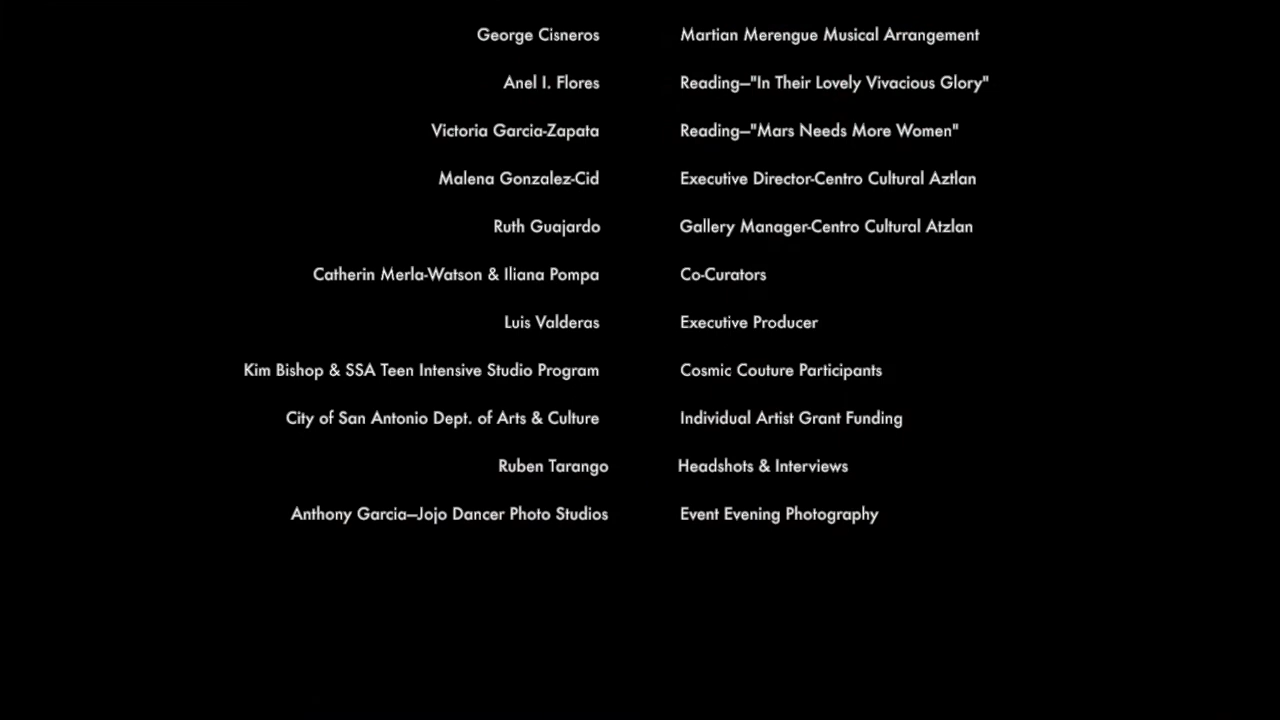 George Cisneros Martian Merengue Musical Arrangement
Anel I. Flores Reading—"In Their Lovely Vivacious Glory"
Victoria Garcia-Zapata Reading—"Mars Needs More Women"
Malena Gonzalez-Cid Executive Director-Centro Cultural Aztlan
Ruth Guajardo Gallery Manager-Centro Cultural Atzlan
Catherin Merla-Watson & Iliana Pompa Co-Curators
Luis Valderas Executive Producer
Kim Bishop & SSA Teen Intensive Studio Program Cosmic Couture Participants
City of San Antonio Dept. of Arts & Culture Individual Artist Grant Funding
Ruben Tarango Headshots & Interviews
Anthony Garcia—Jojo Dancer Photo Studios Event Evening Photography